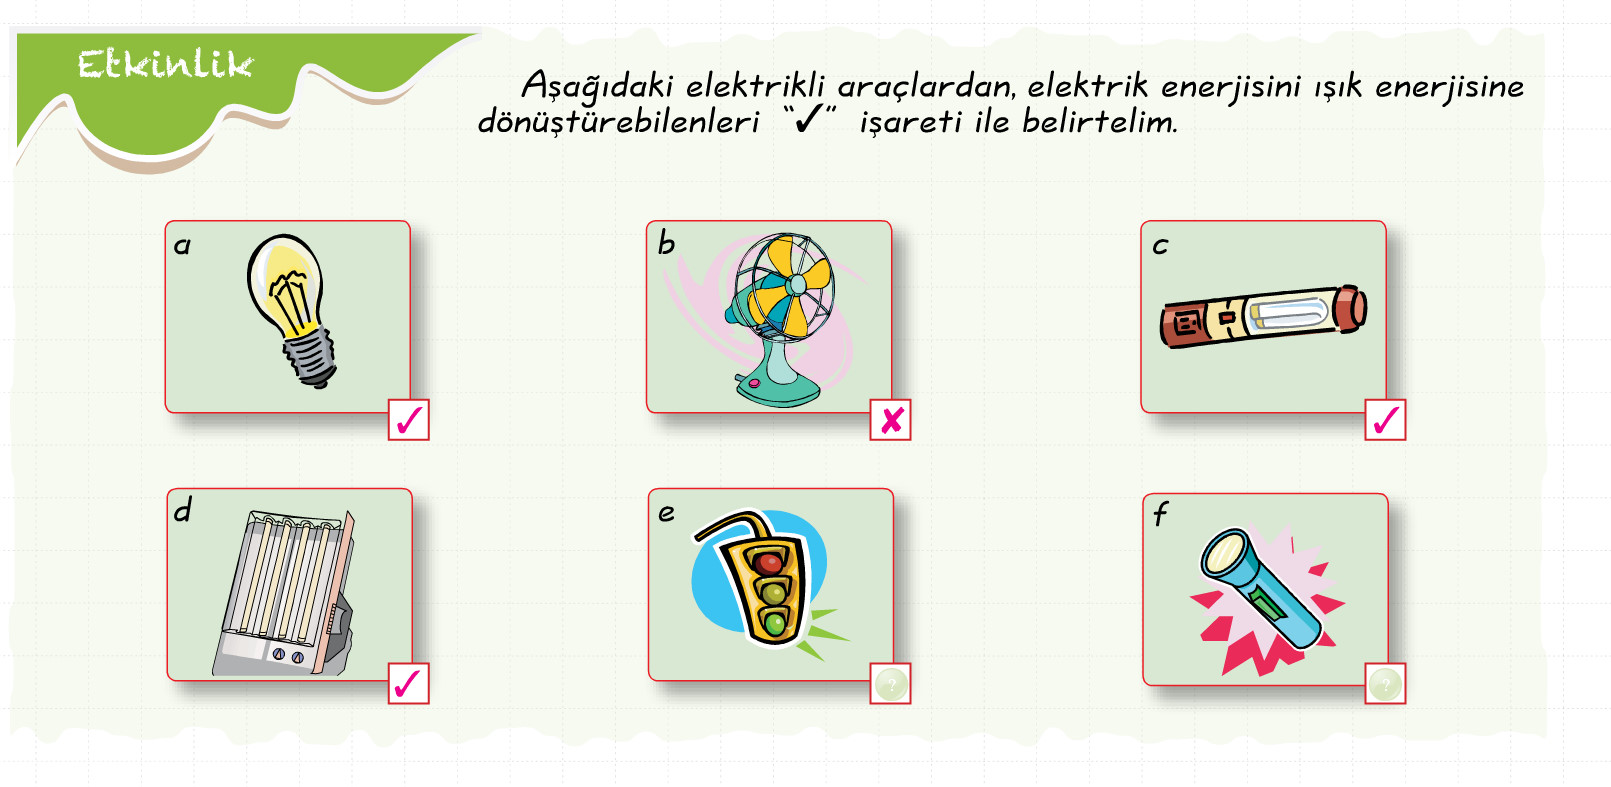 Etkinlik
Aşağıdaki elektrikli araçlardan, elektrik enerjisini ışık enerjisine
dönüştürebilenleri “✓” işareti ile belirtelim.
a
b
c
✓
✘
✓
d
e
f
✓
?
?